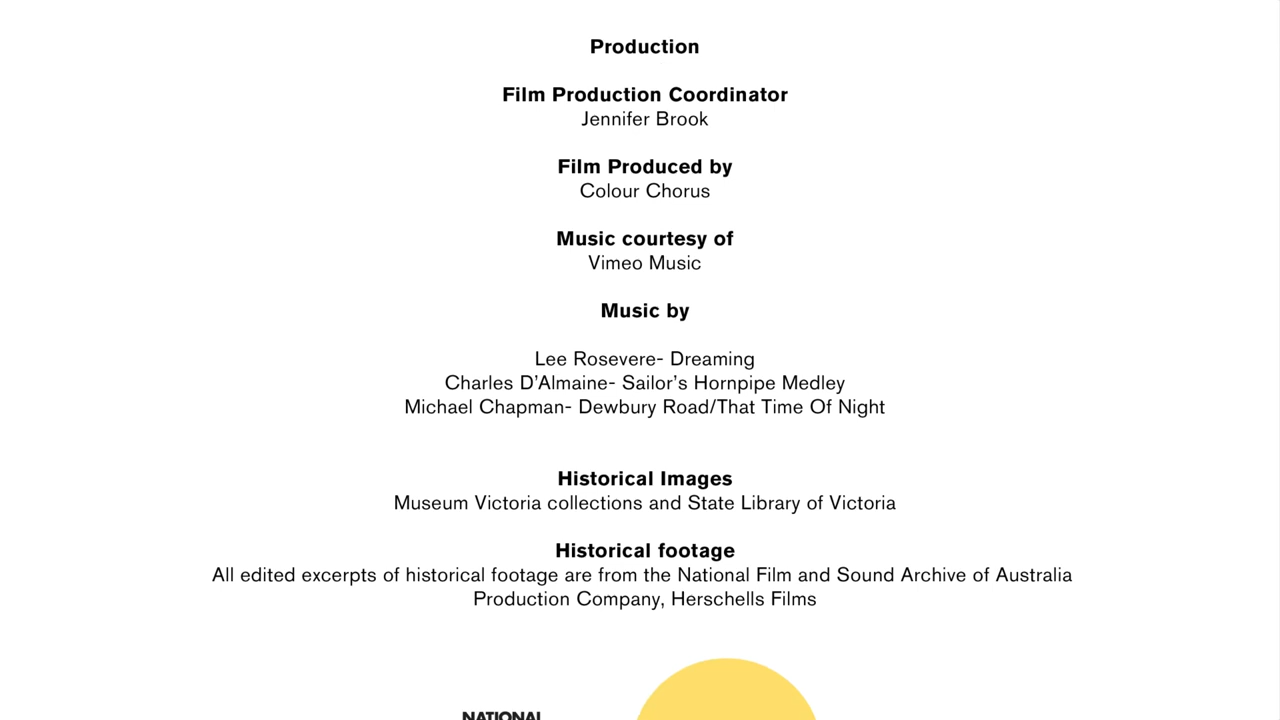 Production
Film Production Coordinator
Jennifer Brook
Film Produced by
Colour Chorus
Music courtesy of
Vimeo Music
Music by
Lee Rosevere- Dreaming
Charles D’Almaine- Sailor’s Hornpipe Medley
Michael Chapman- Dewbury Road/That Time Of Night
Historical Images
Museum Victoria collections and State Library of Victoria
Historical footage
All edited excerpts of historical footage are from the National Film and Sound Archive of Australia
Production Company, Herschells Films
NATIONAL